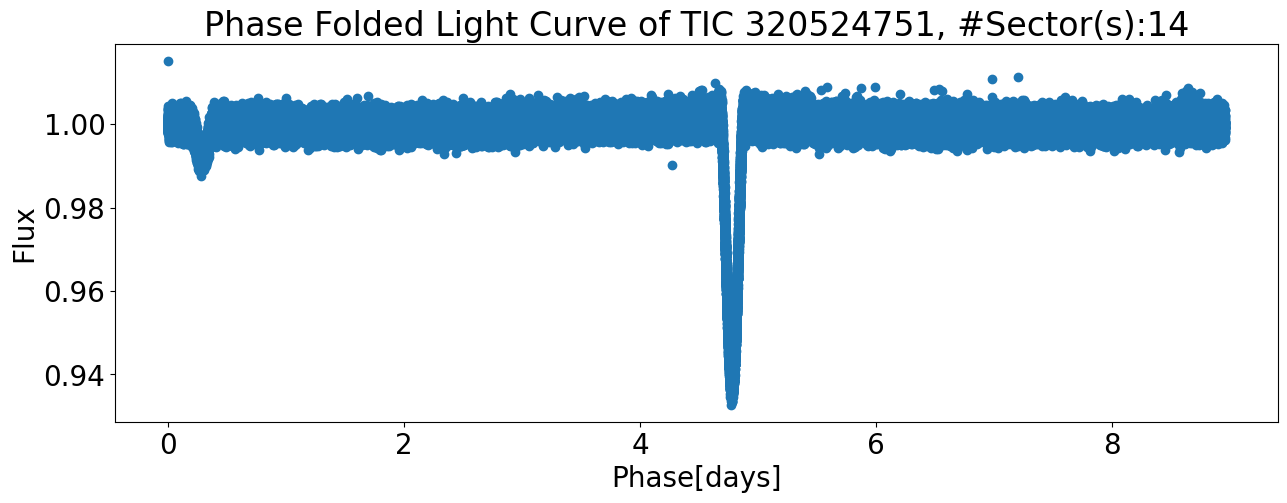 Phase Folded Light Curve of TIC 320524751, #Sector(s):14
1.00
0.98
0.96
0.94
Flux
0 2 4 6 8
Phase[days]